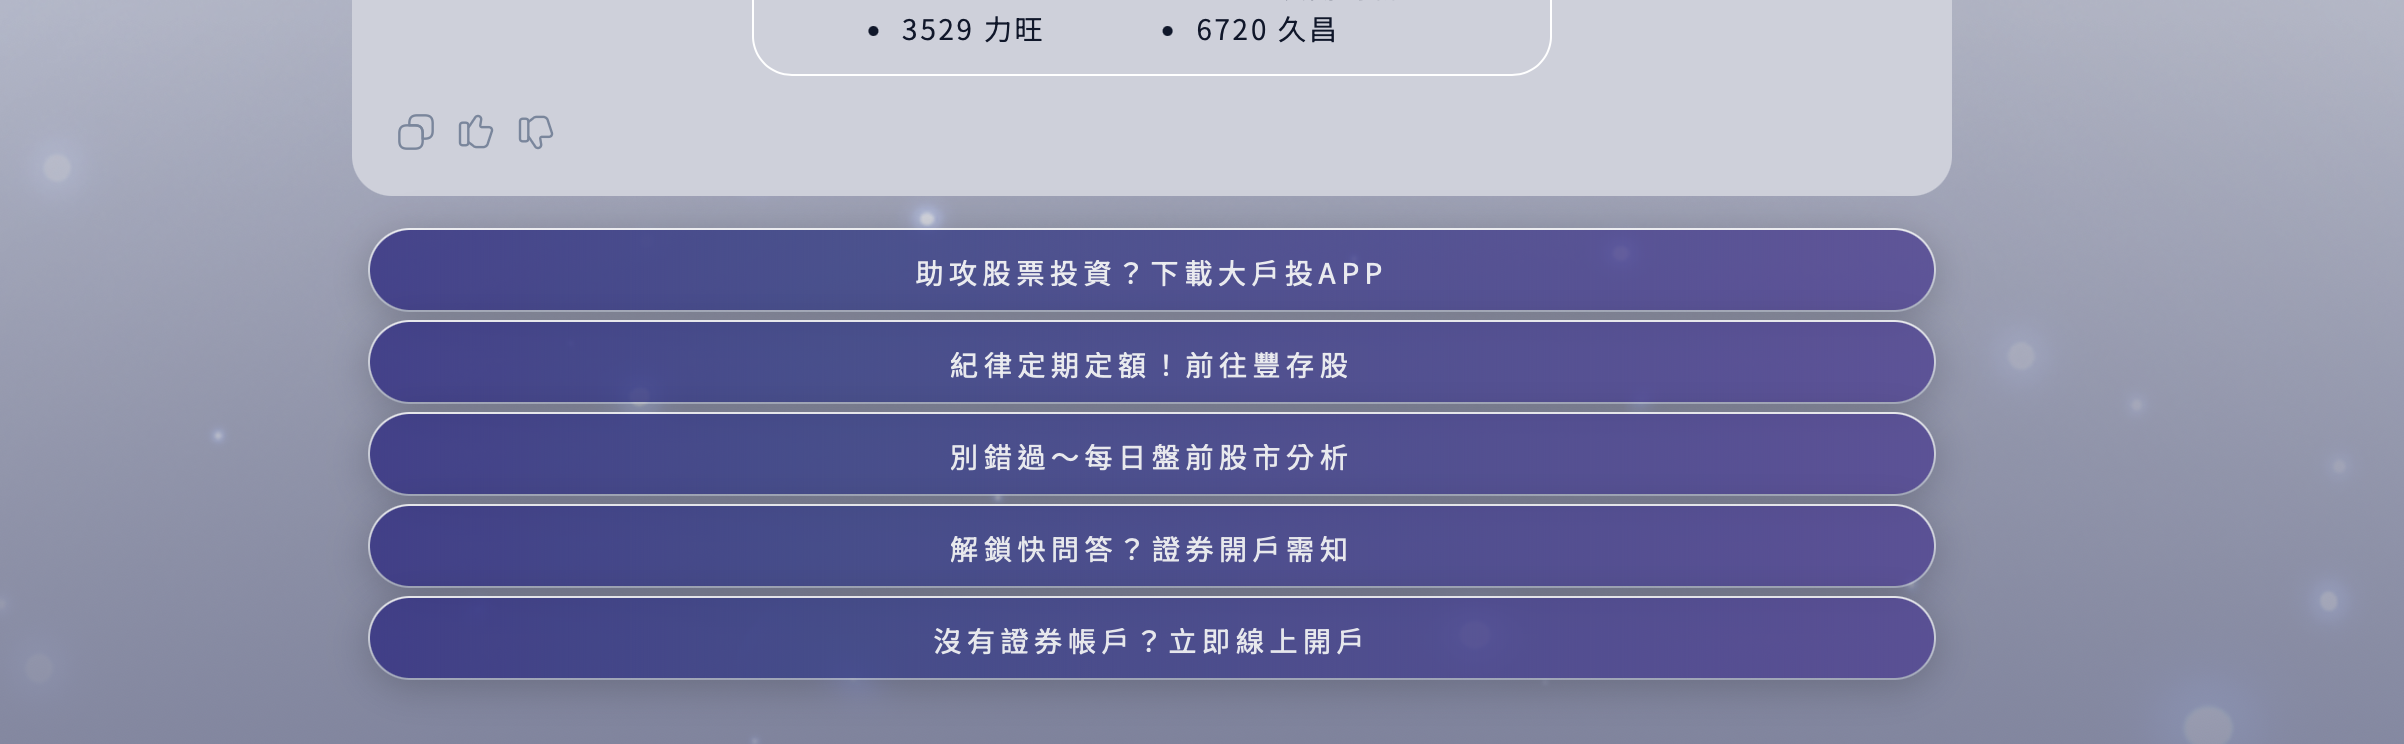 • 3529 力旺 • 6720 久昌
助攻股票投資？下載大戶投APP
紀律定期定額！前往豐存股
別錯過～每日盤前股市分析
解鎖快問答？證券開戶需知
沒有證券帳戶？立即線上開戶